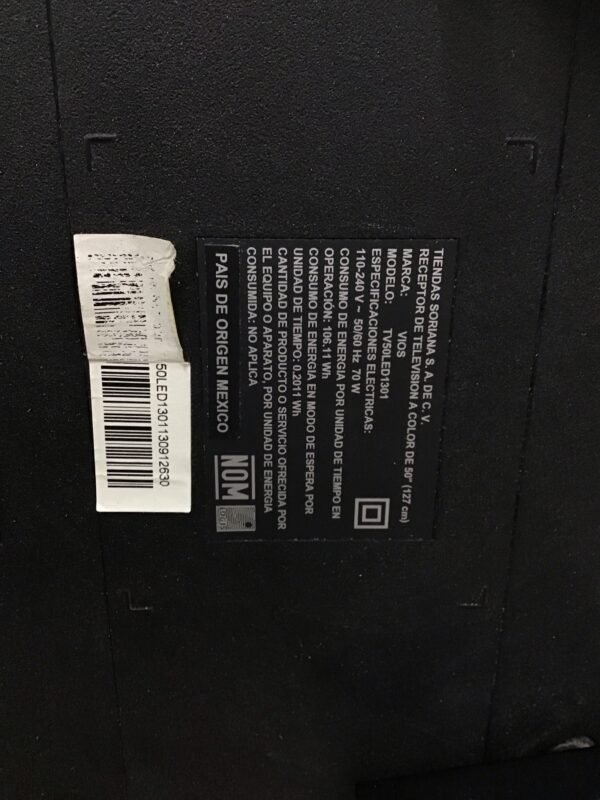 TIENDAS SORIANA S. A. DE C. V.
RECEPTOR DE TELEVISION A COLOR DE 50" (127 cm)
MARCA: VIOS
MODELO: TV50LED1301
ESPECIFICACIONES ELECTRICAS:
110-240 V ~ 50/60 Hz 70 W
CONSUMO DE ENERGIA POR UNIDAD DE TIEMPO EN
OPERACIÓN: 106.11 Wh
CONSUMO DE ENERGIA EN MODO DE ESPERA POR
UNIDAD DE TIEMPO: 0.2011 Wh
CANTIDAD DE PRODUCTO O SERVICIO OFRECIDA POR
EL EQUIPO O APARATO, POR UNIDAD DE ENERGIA
CONSUMIDA: NO APLICA
PAIS DE ORIGEN MEXICO
NOM
50LED1301130912630